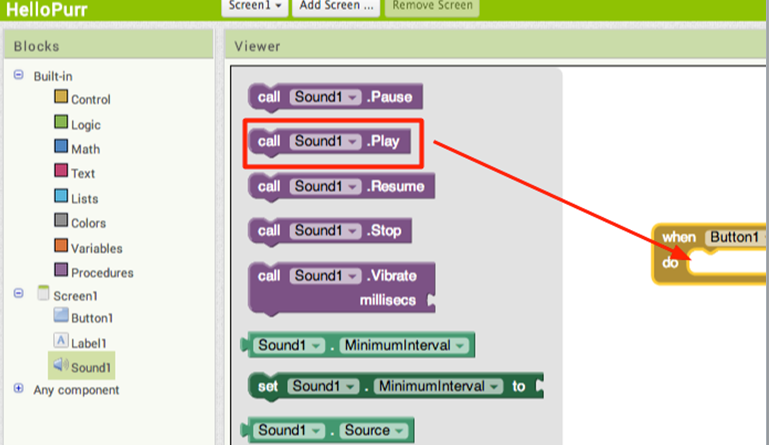 HelloPurr
Screen1 Add Screen ... Remove Screen
Blocks
Viewer
Built-in
Control
Logic
Math
Text
Lists
Colors
Variables
Procedures
Screen1
Button1
A Label1
Sound1
Any component
call Sound1 .Pause
call Sound1 .Play
call Sound1 .Resume
call Sound1 .Stop
call Sound1 .Vibrate
millisecs
Sound1 . MinimumInterval
set Sound1 . MinimumInterval to
Sound1 . Source
when Button1
do